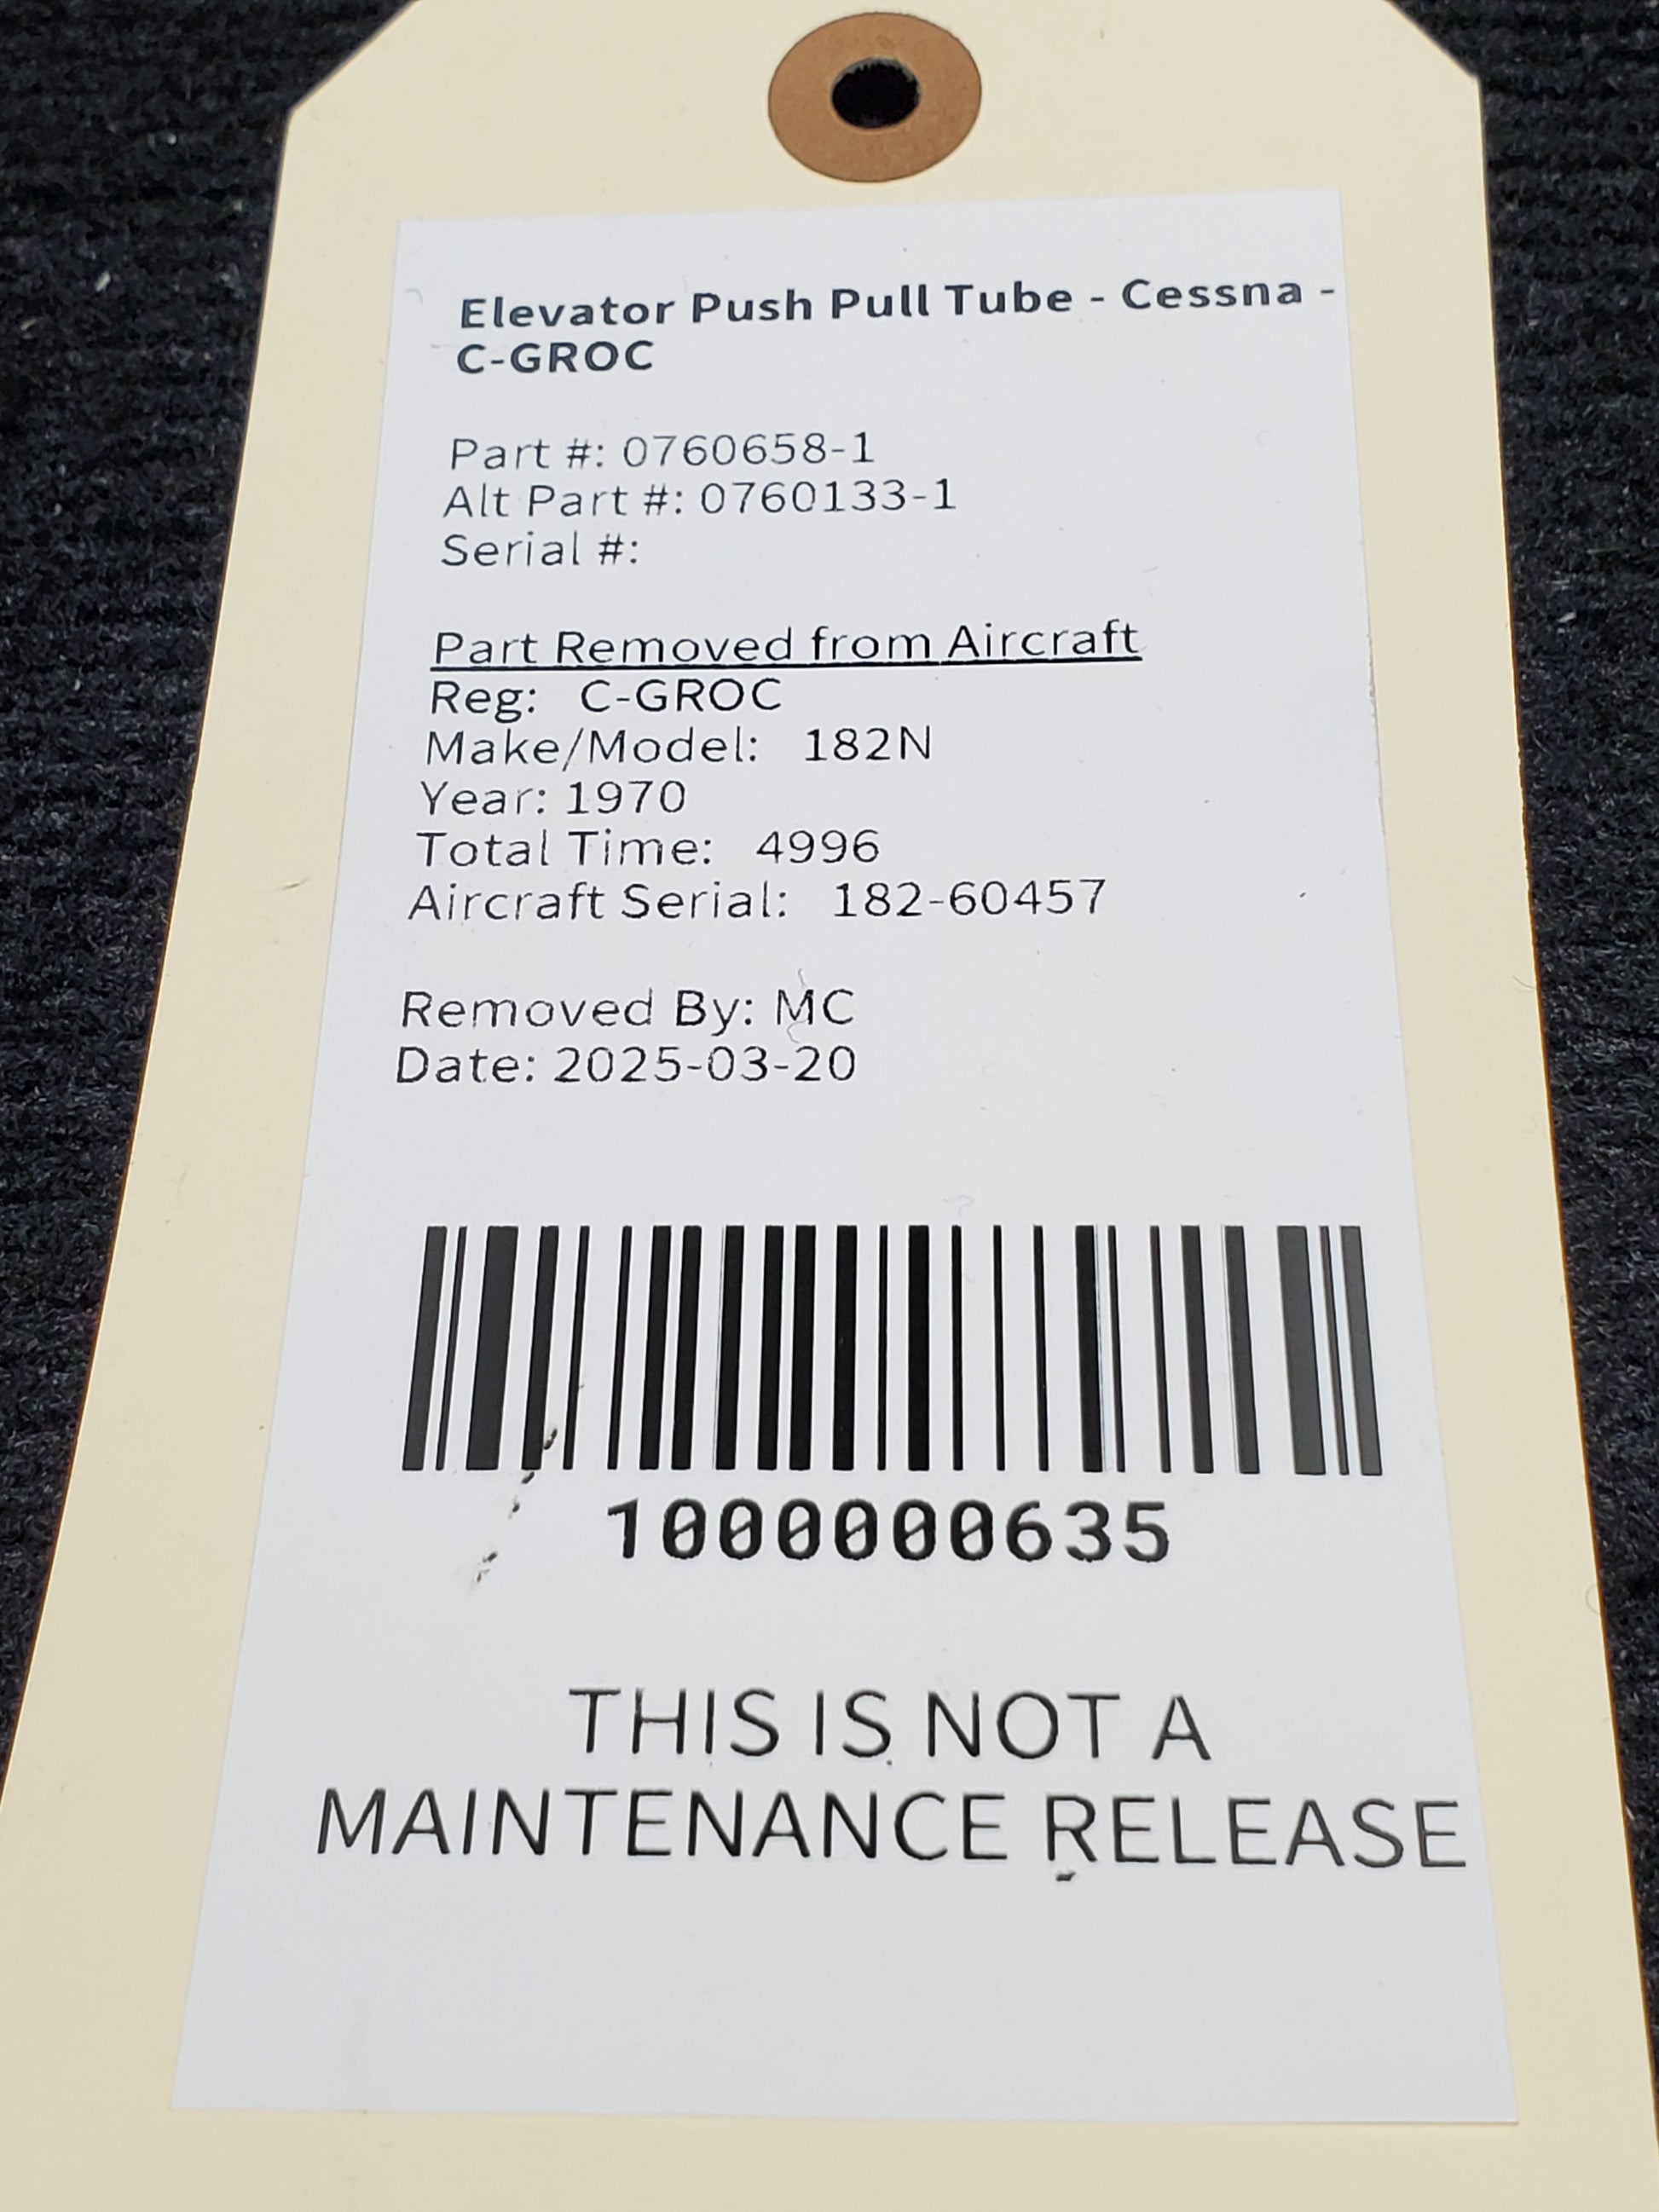 Elevator Push Pull Tube - Cessna -
C-GROC
Part #: 0760658-1
Alt Part #: 0760133-1
Serial #:
Part Removed from Aircraft
Reg: C-GROC
Make/Model: 182N
Year: 1970
Total Time: 4996
Aircraft Serial: 182-60457
Removed By: MC
Date: 2025-03-20
1000000635
THIS IS NOT A
MAINTENANCE RELEASE